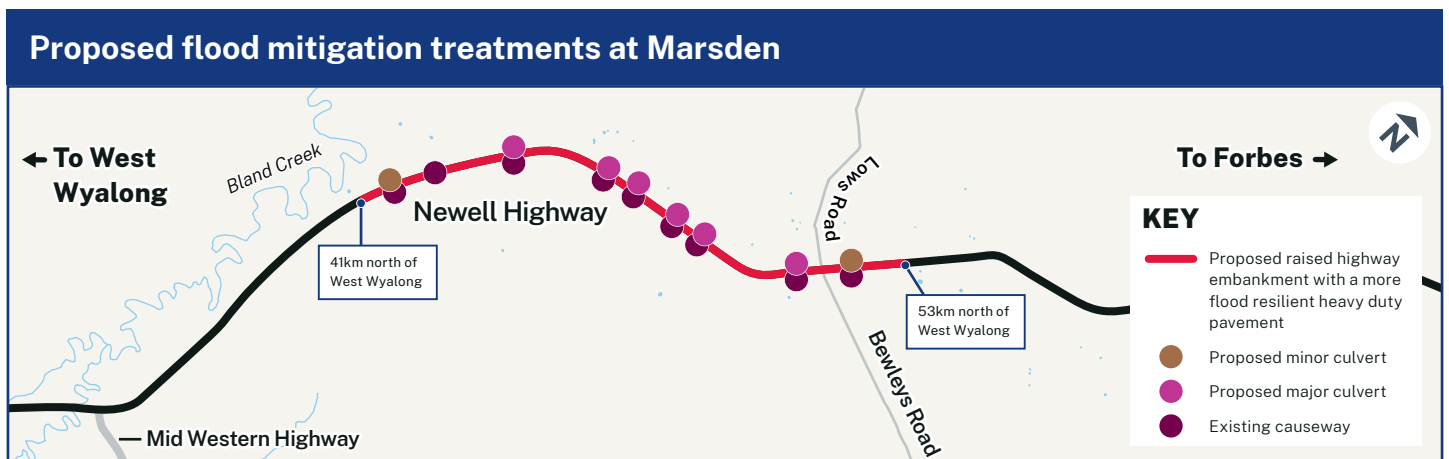 Proposed flood mitigation treatments at Marsden
To West
Wyalong
Bland Creek
Newell Highway
41km north of
West Wyalong
Lows Road
To Forbes
N
53km north of
West Wyalong
Bewleys Road
Mid Western Highway
KEY
Proposed raised highway
embankment with a more
flood resilient heavy duty
pavement
Proposed minor culvert
Proposed major culvert
Existing causeway